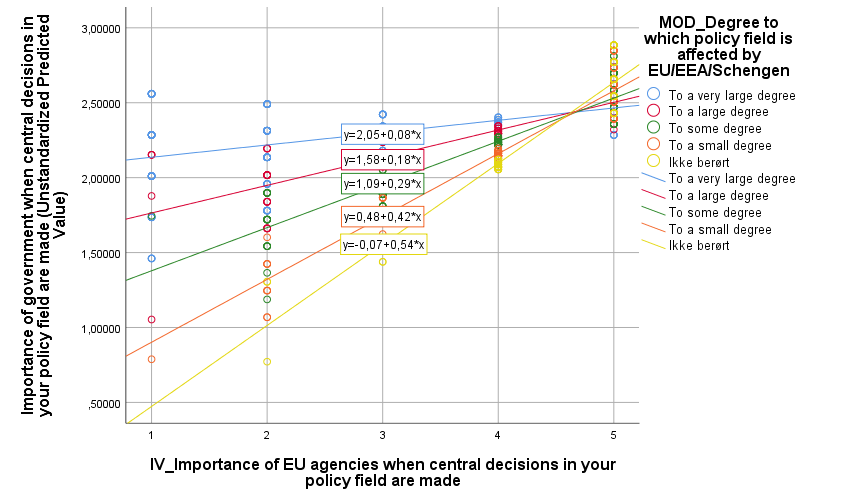 Importance of government when central decisions in
your policy field are made (Unstandardized Predicted
Value)
3,00000
2,50000
2,00000
1,50000
1,00000
,50000
y=2,05+0,08*x
y=1,58+0,18*x
y=1,09+0,29*x
y=0,48+0,42*x
y=-0,07+0,54*x
1 2 3 4 5
IV_Importance of EU agencies when central decisions in your
policy field are made
MOD_Degree to
which policy field is
affected by
EU/EEA/Schengen
To a very large degree
To a large degree
To some degree
To a small degree
Ikke berørt
To a very large degree
To a large degree
To some degree
To a small degree
Ikke berørt